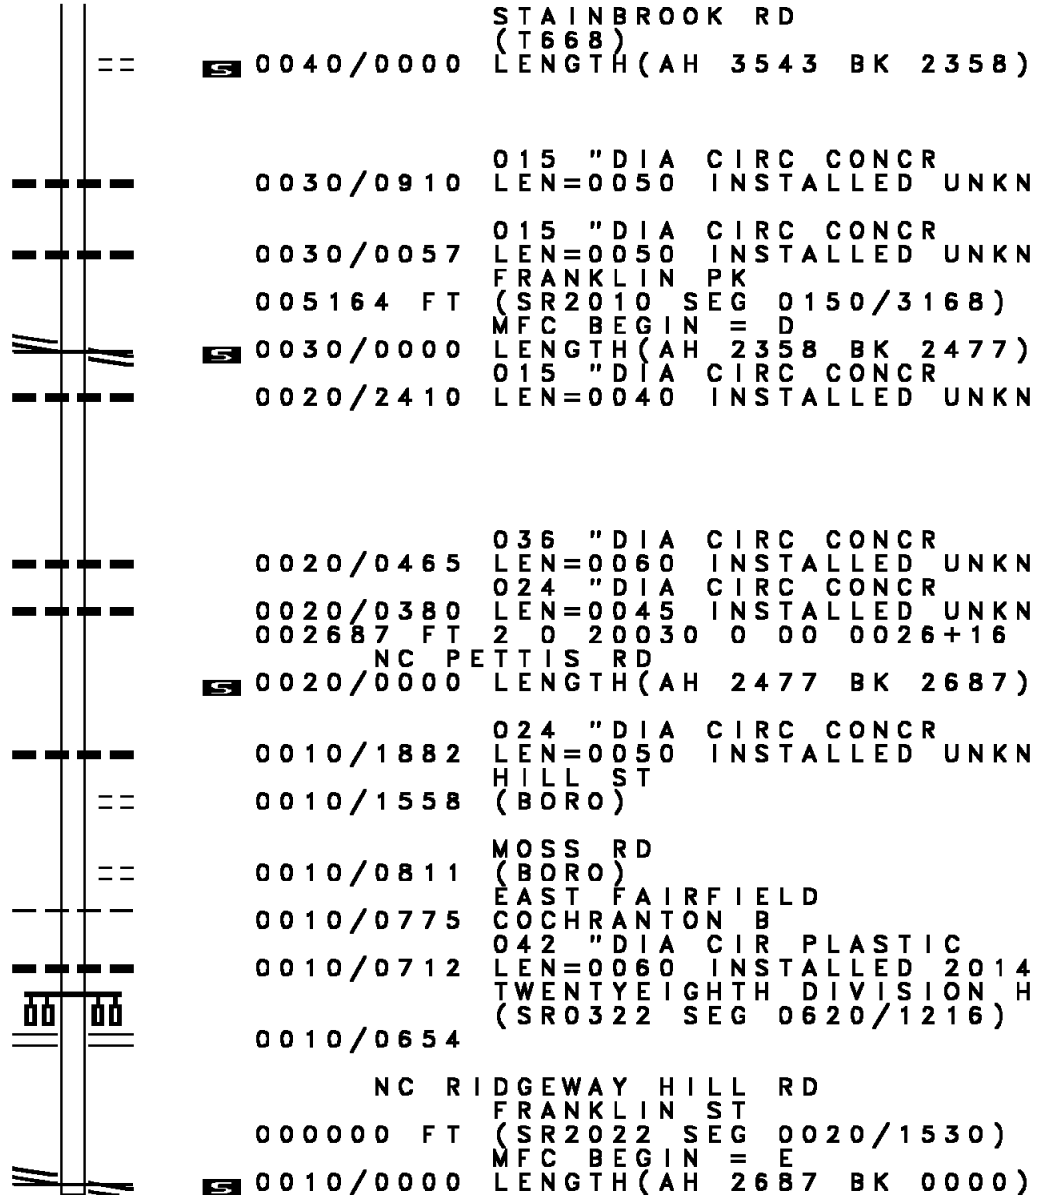 STAINBROOK RD
(T668)
S 0040/0000 LENGTH(AH 3543 BK 2358)
015 "DIA CIRC CONCR
0030/0910 LEN=0050 INSTALLED UNKN
015 "DIA CIRC CONCR
0030/0057 LEN=0050 INSTALLED UNKN
FRANKLIN PK
005164 FT (SR2010 SEG 0150/3168)
MFC BEGIN = D
S 0030/0000 LENGTH(AH 2358 BK 2477)
015 "DIA CIRC CONCR
0020/2410 LEN=0040 INSTALLED UNKN
036 "DIA CIRC CONCR
0020/0465 LEN=0060 INSTALLED UNKN
024 "DIA CIRC CONCR
0020/0380 LEN=0045 INSTALLED UNKN
002687 FT 2 0 20030 0 00 0026+16
NC PETTIS RD
S 0020/0000 LENGTH(AH 2477 BK 2687)
024 "DIA CIRC CONCR
0010/1882 LEN=0050 INSTALLED UNKN
HILL ST
0010/1558 (BORO)
MOSS RD
0010/0811 (BORO)
EAST FAIRFIELD
0010/0775 COCHRANTON B
042 "DIA CIR PLASTIC
0010/0712 LEN=0060 INSTALLED 2014
TWENTYEIGHTH DIVISION H
(SR0322 SEG 0620/1216)
0010/0654
NC RIDGEWAY HILL RD
FRANKLIN ST
000000 FT (SR2022 SEG 0020/1530)
MFC BEGIN = E
S 0010/0000 LENGTH(AH 2687 BK 0000)